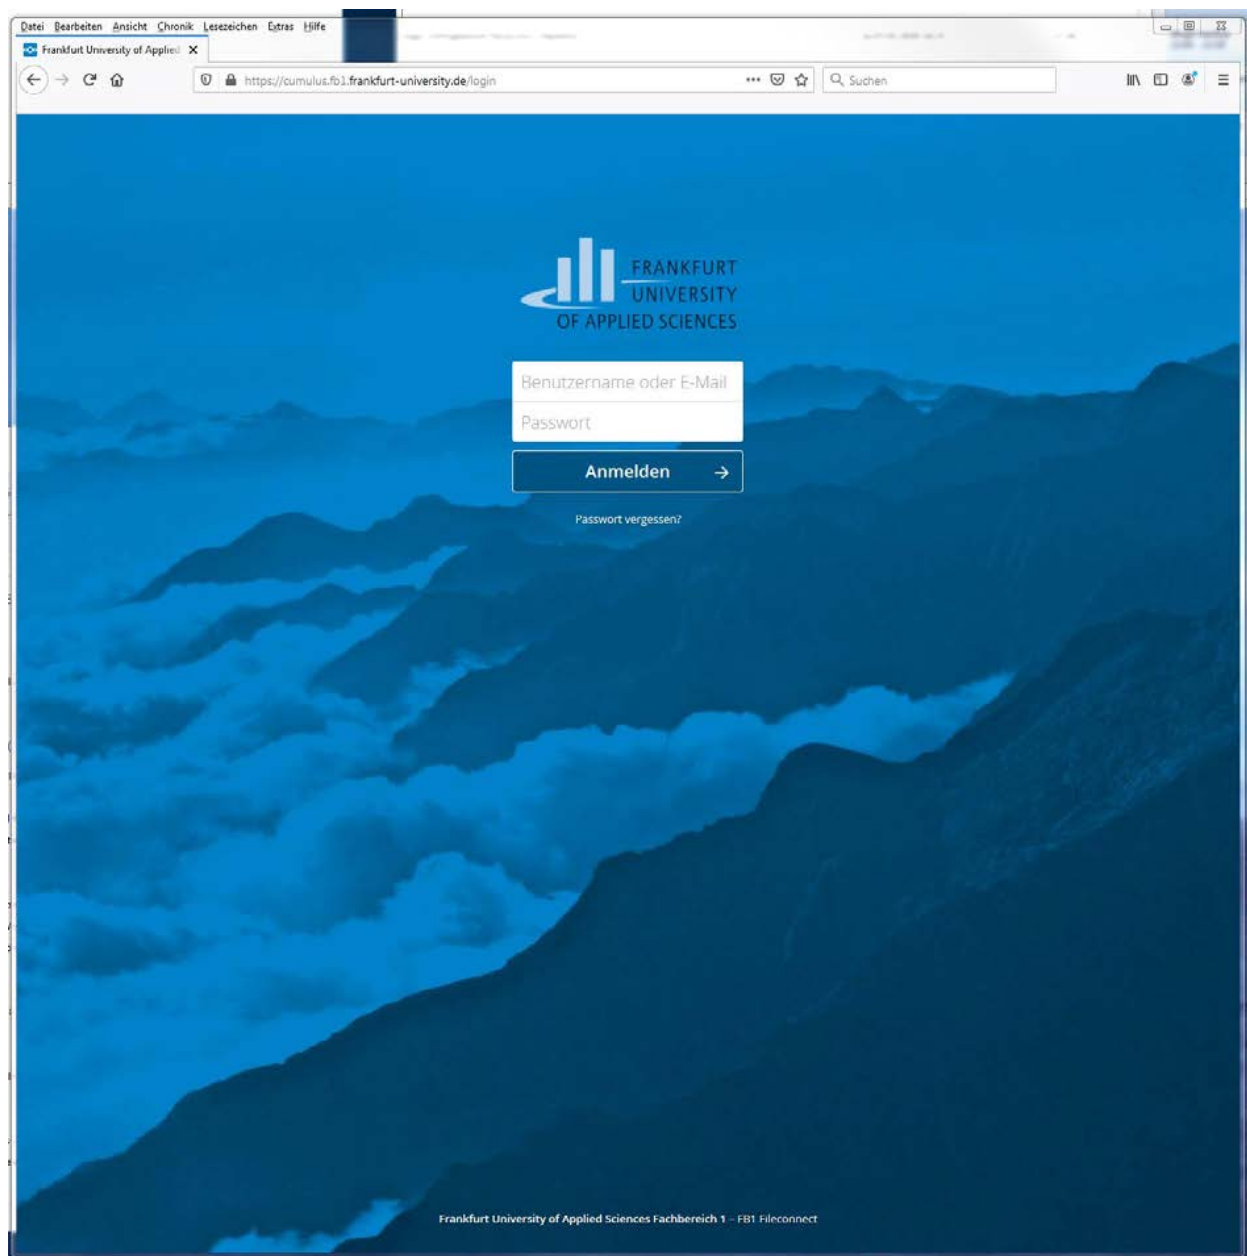 Datei Bearbeiten Ansicht Chronik Lesezeichen Extras Hilfe
Frankfurt University of Applied
https://cumulus.fb1.frankfurt-university.de/login
Suchen
FRANKFURT
UNIVERSITY
OF APPLIED SCIENCES
Benutzername oder E-Mail
Passwort
Anmelden
Passwort vergessen?
Frankfurt University of Applied Sciences Fachbereich 1 – FB1 Fileconnect